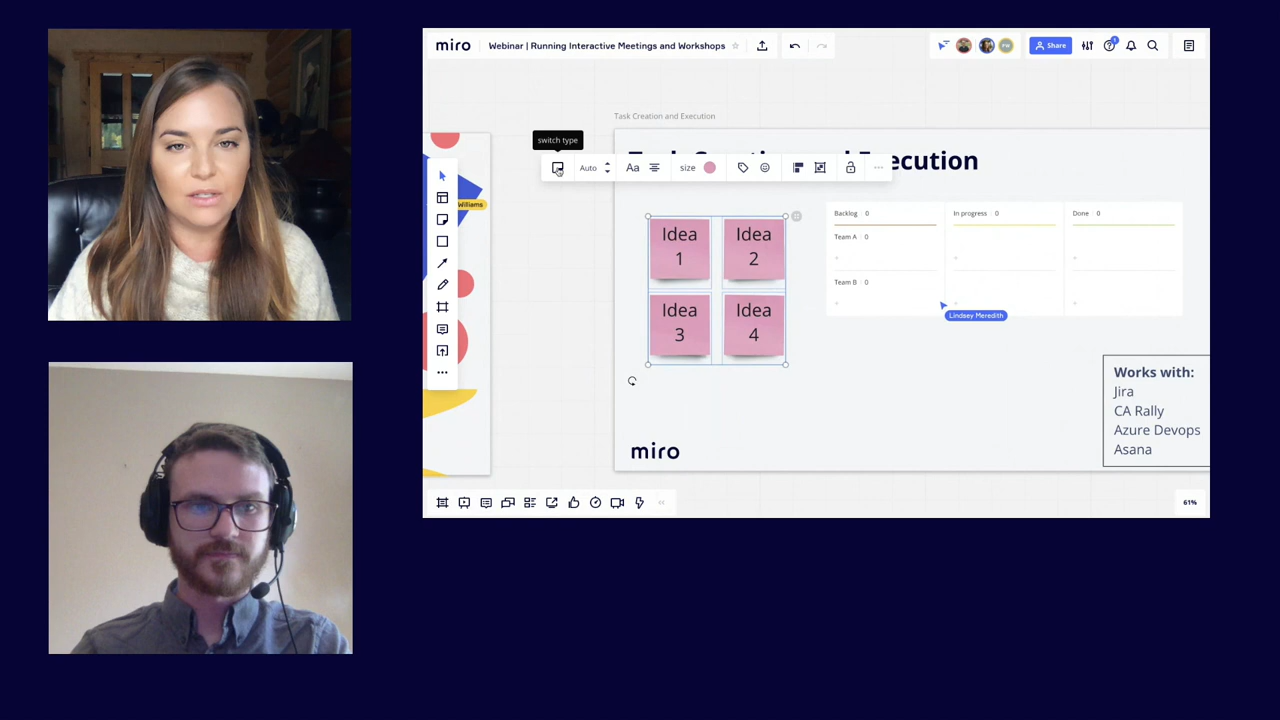 miro
Webinar | Running Interactive Meetings and Workshops
Share
1
Task Creation and Execution
switch type
Execution
Auto
Aa
size
Williams
Idea
1
Idea
2
Idea
3
Idea
4
Backlog 0
In progress 0
Done 0
Team A 0
Team B 0
Lindsey Meredith
Works with:
Jira
CA Rally
Azure Devops
Asana
miro
61%